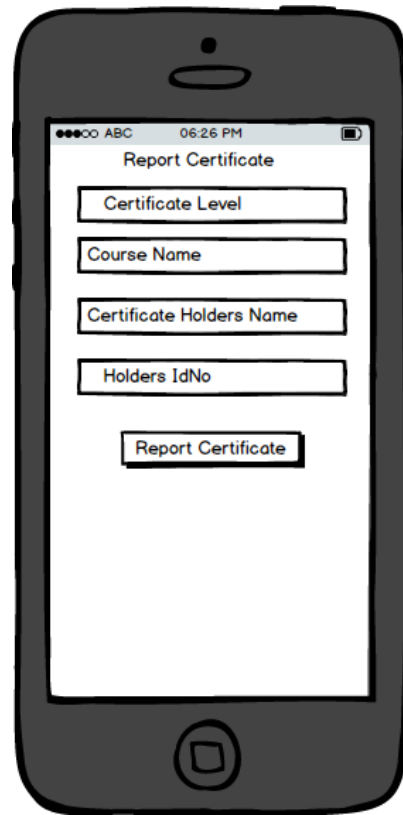 ABC 06:26 PM
Report Certificate
Certificate Level
Course Name
Certificate Holders Name
Holders IdNo
Report Certificate